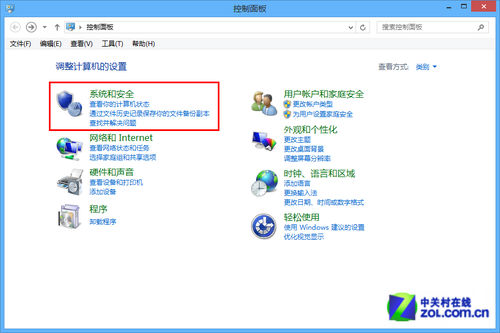 控制面板
控制面板
搜索控制面板
文件(F) 编辑(E) 查看(V) 工具(T) 帮助(H)
调整计算机的设置
查看方式: 类别
系统和安全
查看你的计算机状态
通过文件历史记录保存你的文件备份副本
查找并解决问题
网络和 Internet
查看网络状态和任务
选择家庭组和共享选项
硬件和声音
查看设备和打印机
添加设备
程序
卸载程序
用户帐户和家庭安全
更改帐户类型
为用户设置家庭安全
外观和个性化
更改主题
更改桌面背景
调整屏幕分辨率
时钟、语言和区域
添加语言
更换输入法
更改日期、时间或数字格式
轻松使用
使用 Windows 建议的设置
优化视觉显示
中关村在线
ZOL.COM.CN